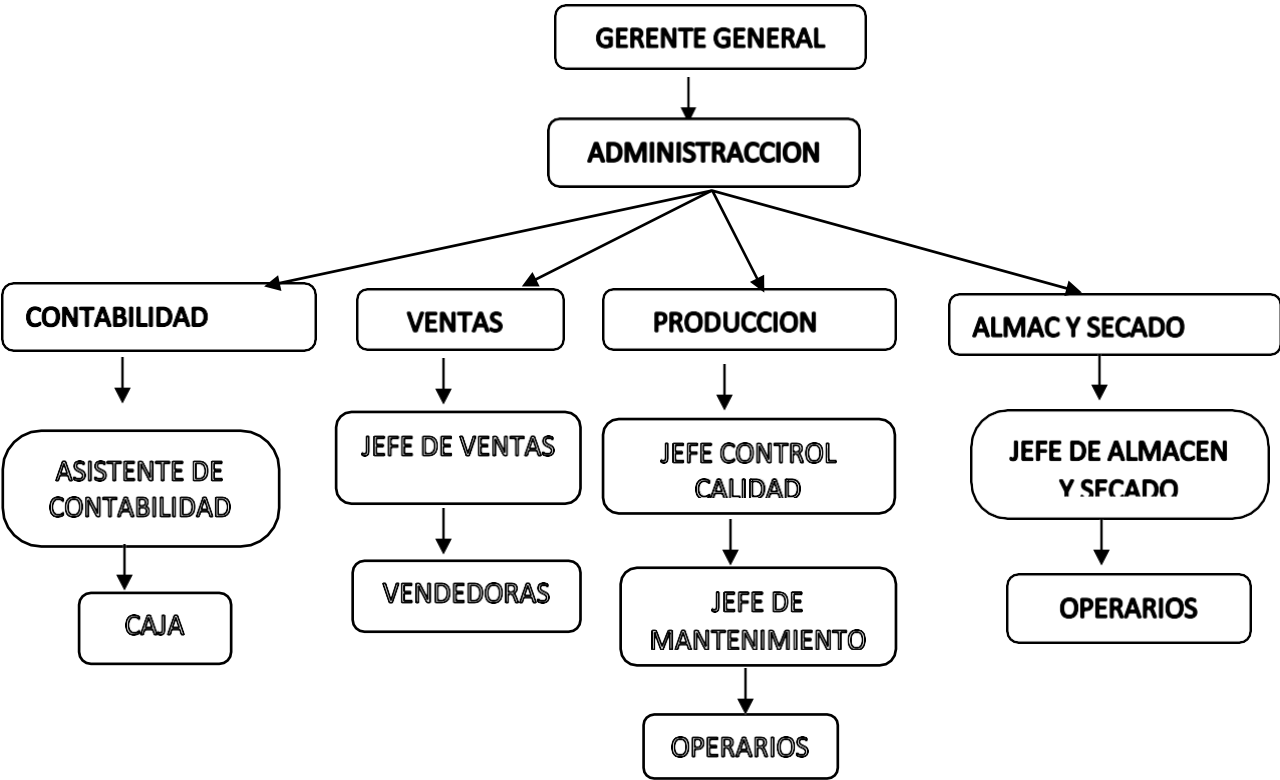 GERENTE GENERAL
ADMINISTRACCION
CONTABILIDAD
VENTAS
PRODUCCION
ALMAC Y SECADO
ASISTENTE DE
CONTABILIDAD
JEFE DE VENTAS
JEFE CONTROL
CALIDAD
JEFE DE ALMACEN
Y SECADO
CAJA
VENDEDORAS
JEFE DE
MANTENIMIENTO
OPERARIOS
OPERARIOS